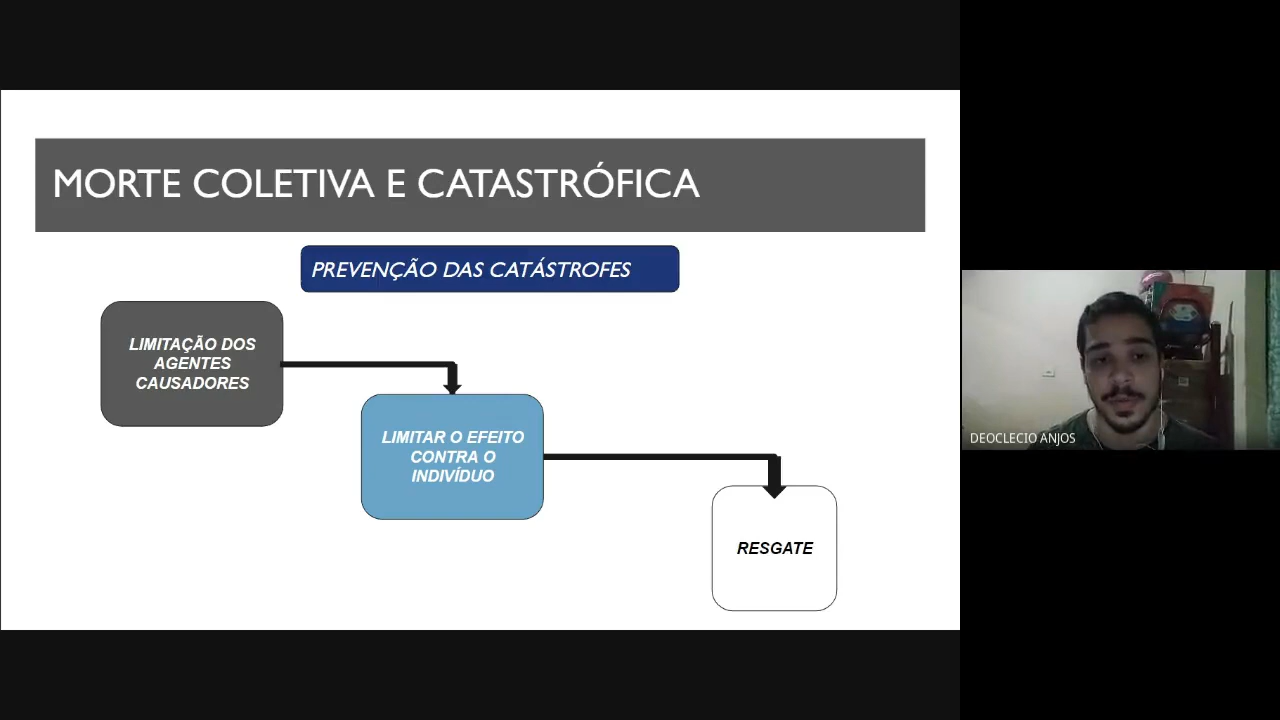 MORTE COLETIVA E CATASTRÓFICA
PREVENÇÃO DAS CATÁSTROFES
LIMITAÇÃO DOS
AGENTES
CAUSADORES
LIMITAR O EFEITO
CONTRA O
INDIVÍDUO
RESGATE
DEOCLECIO ANJOS